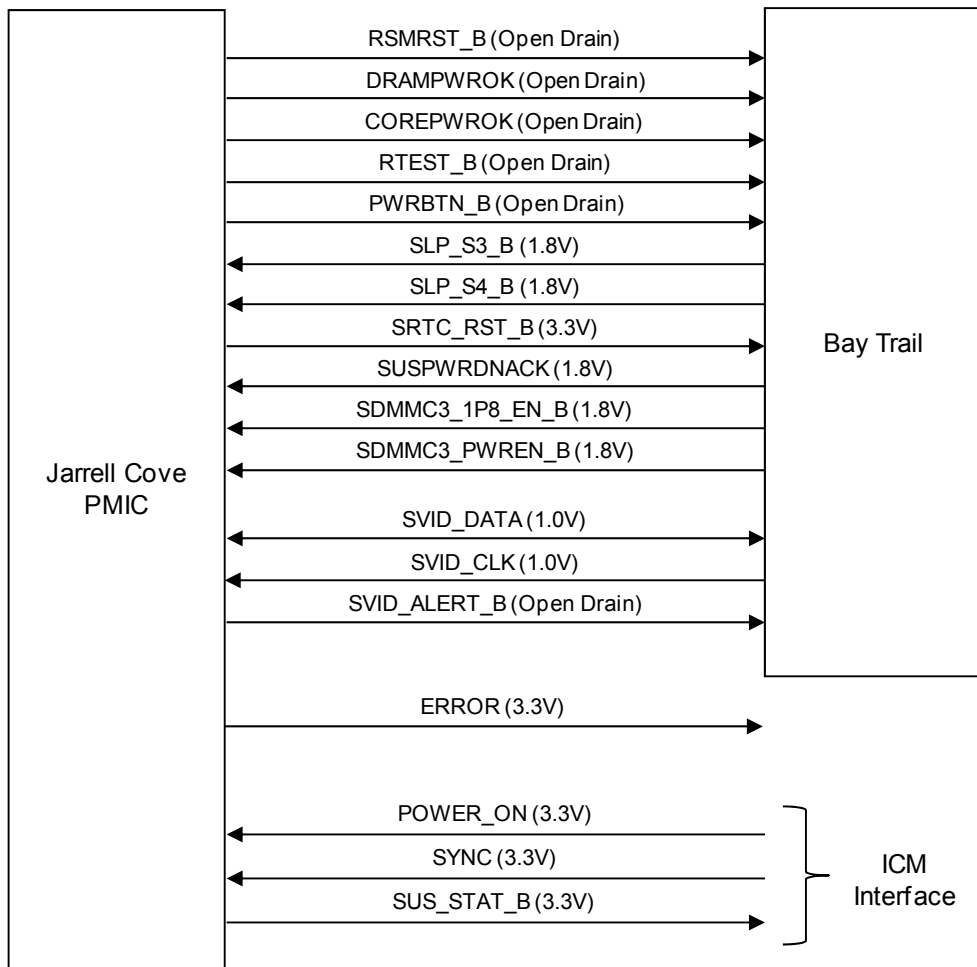 RSMRST_B (Open Drain)
DRAMPWROK (Open Drain)
COREPWROK (Open Drain)
RTEST_B (Open Drain)
PWRBTN_B (Open Drain)
SLP_S3_B (1.8V)
SLP_S4_B (1.8V)
SRTC_RST_B (3.3V)
SUSPWRDNACK (1.8V)
SDMMC3_1P8_EN_B (1.8V)
SDMMC3_PWREN_B (1.8V)
Jarrell Cove
PMIC
Bay Trail
SVID_DATA (1.0V)
SVID_CLK (1.0V)
SVID_ALERT_B (Open Drain)
ERROR (3.3V)
POWER_ON (3.3V)
SYNC (3.3V)
SUS_STAT_B (3.3V)
ICM
Interface